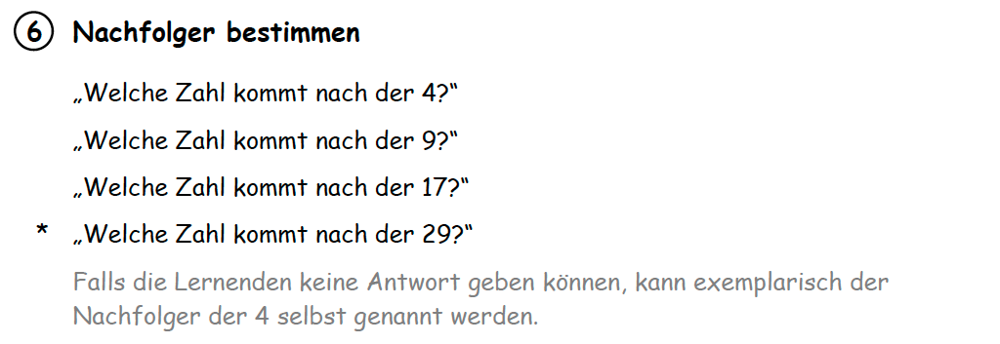 6 Nachfolger bestimmen
„Welche Zahl kommt nach der 4?“
„Welche Zahl kommt nach der 9?“
„Welche Zahl kommt nach der 17?“
* „Welche Zahl kommt nach der 29?“
Falls die Lernenden keine Antwort geben können, kann exemplarisch der
Nachfolger der 4 selbst genannt werden.